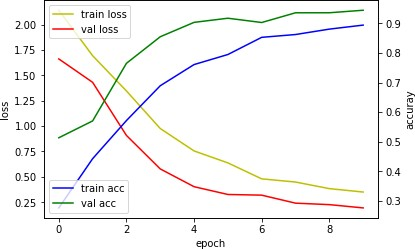 train loss
val loss
train acc
val acc
2.00
1.75
1.50
1.25
1.00
0.75
0.50
0.25
loss
0.9
0.8
0.7
0.6
0.5
0.4
0.3
accuray
0 2 4 6 8
epoch